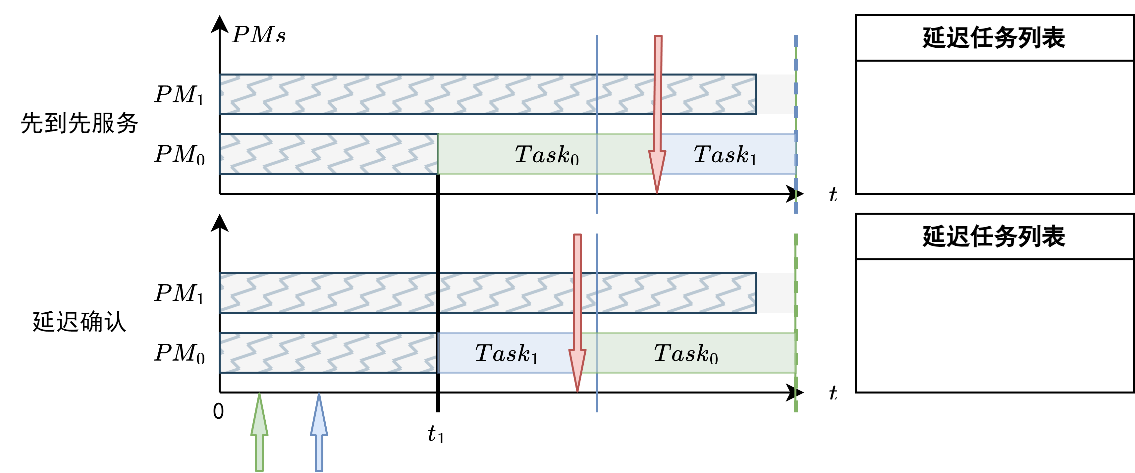 PMs
延迟任务列表
先到先服务
PM₁
PM₀
Task₀
Task₁
t
延迟任务列表
延迟确认
PM₁
PM₀
Task₁
Task₀
t
0
t₁